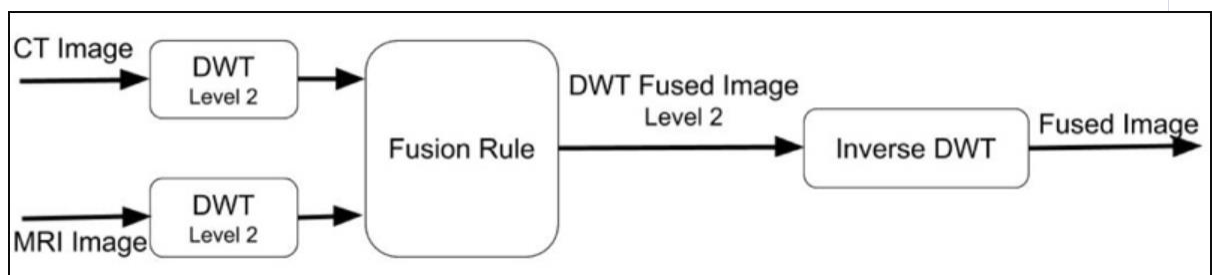 CT Image
DWT
Level 2
MRI Image
DWT
Level 2
Fusion Rule
DWT Fused Image
Level 2
Inverse DWT
Fused Image